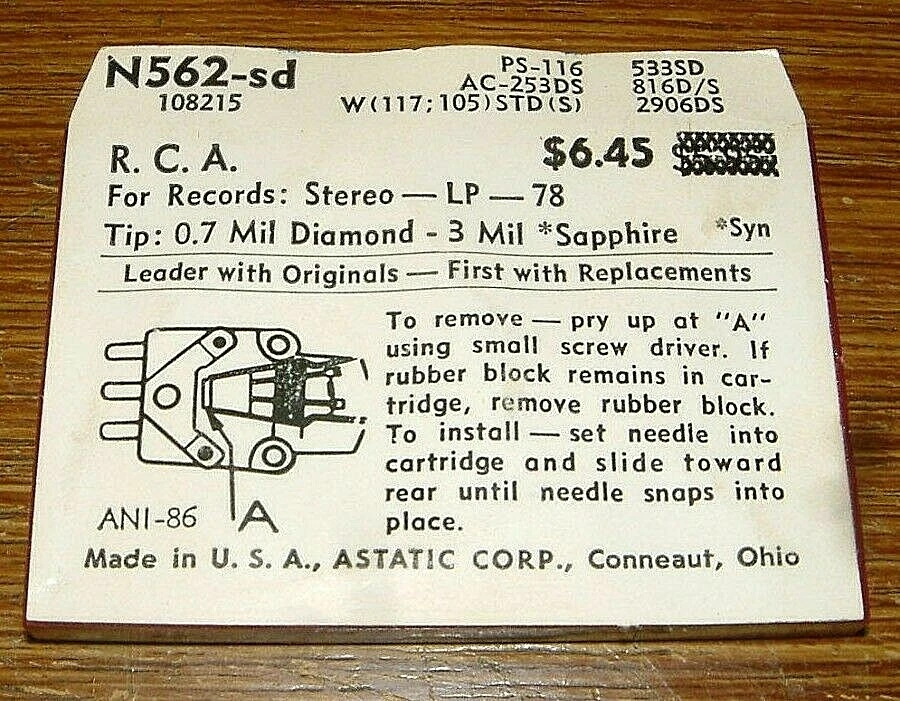 N562-sd PS-116 533SD
108215 AC-253DS 816D/S
W(117;105)STD(S) 2906DS
R. C. A. $6.45
For Records: Stereo — LP — 78
Tip: 0.7 Mil Diamond - 3 Mil *Sapphire *Syn
Leader with Originals — First with Replacements
To remove — pry up at "A"
using small screw driver. If
rubber block remains in car-
tridge, remove rubber block.
To install — set needle into
cartridge and slide toward
rear until needle snaps into
place.
ANI-86 A
Made in U. S. A., ASTATIC CORP., Conneaut, Ohio